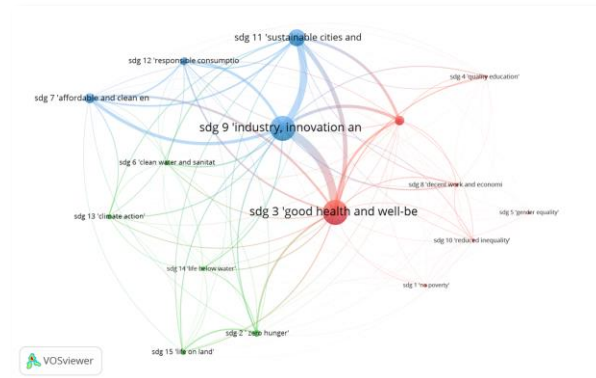 sdg 11 'sustainable cities and
sdg 12 'responsible consumptio
sdg 4 'quality education'
sdg 7 'affordable and clean en
sdg 9 'industry, innovation an
sdg 6 'clean water and sanitat
sdg 8 'decent work and economi
sdg 3 'good health and well-be
sdg 5 'gender equality'
sdg 13 'climate action'
sdg 10 'reduced inequality'
sdg 14 'life below water'
sdg 1 'no poverty'
sdg 2 'zero hunger'
sdg 15 'life on land'
VOSviewer